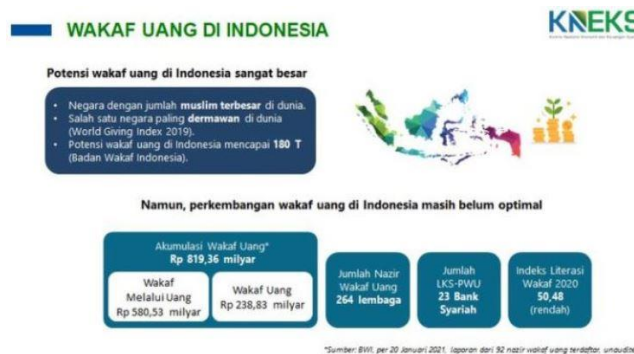 WAKAF UANG DI INDONESIA
KNEKS
Potensi wakaf uang di Indonesia sangat besar
• Negara dengan jumlah muslim terbesar di dunia.
• Salah satu negara paling dermawan di dunia
(World Giving Index 2019).
• Potensi wakaf uang di Indonesia mencapai 180 T
(Badan Wakaf Indonesia).
Namun, perkembangan wakaf uang di Indonesia masih belum optimal
Akumulasi Wakaf Uang*
Rp 819,36 milyar
Wakaf
Melalui Uang
Rp 580,53 milyar
Wakaf Uang
Rp 238,83 milyar
Jumlah Nazir
Wakaf Uang
264 lembaga
Jumlah
LKS-PWU
23 Bank
Syariah
Indeks Literasi
Wakaf 2020
50,48
(rendah)
*Sumber: BWI, per 20 Januari 2021, laporan dari 92 nazir wakaf uang terdaftar, unaudite